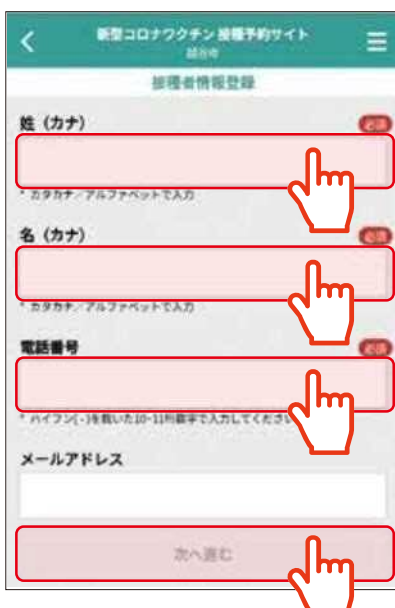 新型コロナワクチン 接種予約サイト
越谷市
接種者情報登録
姓（カナ）
必須
* カタカナ／アルファベットで入力
名（カナ）
必須
* カタカナ／アルファベットで入力
電話番号
必須
* ハイフン[-]を除いた10-11桁数字で入力してください
メールアドレス
次へ進む